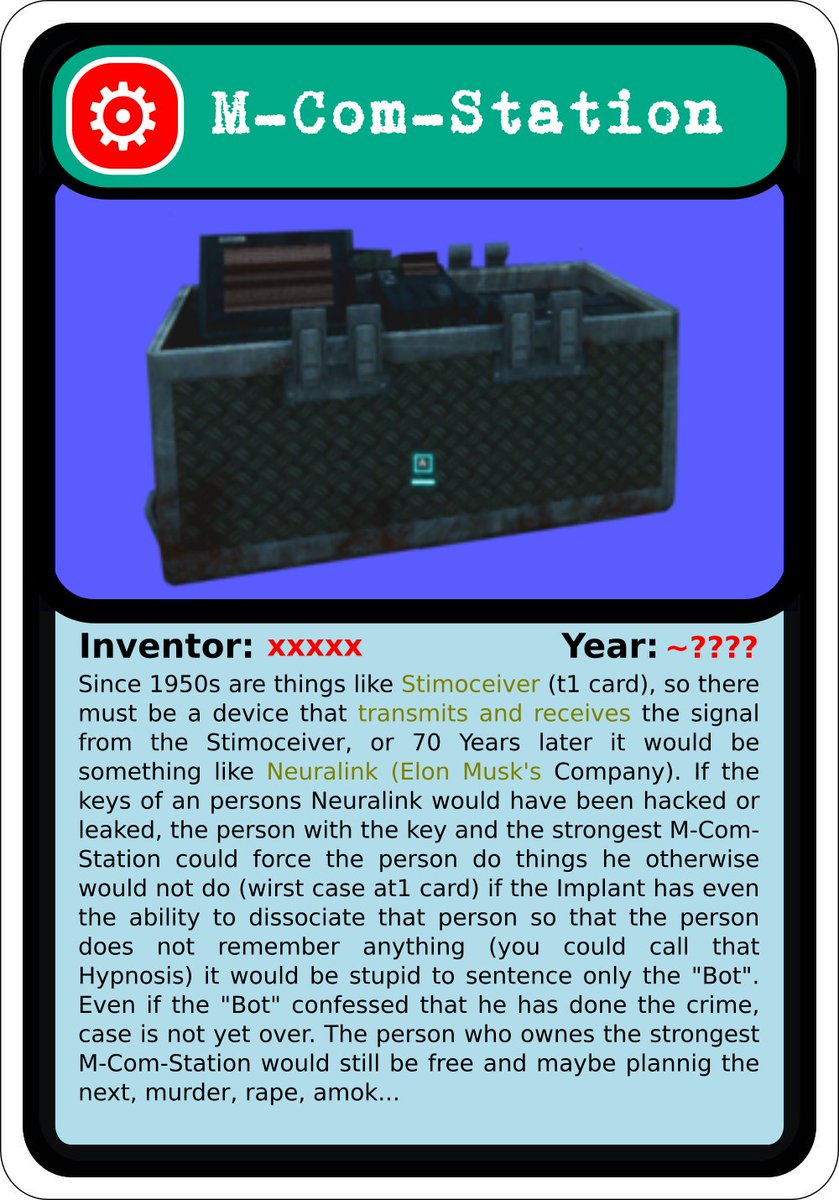 M-Com-Station
Inventor: xxxxx Year: ~????
Since 1950s are things like Stimoceiver (t1 card), so there
must be a device that transmits and receives the signal
from the Stimoceiver, or 70 Years later it would be
something like Neuralink (Elon Musk's Company). If the
keys of an persons Neuralink would have been hacked or
leaked, the person with the key and the strongest M-Com-
Station could force the person do things he otherwise
would not do (wirst case at1 card) if the Implant has even
the ability to dissociate that person so that the person
does not remember anything (you could call that
Hypnosis) it would be stupid to sentence only the "Bot".
Even if the "Bot" confessed that he has done the crime,
case is not yet over. The person who ownes the strongest
M-Com-Station would still be free and maybe plannig the
next, murder, rape, amok...